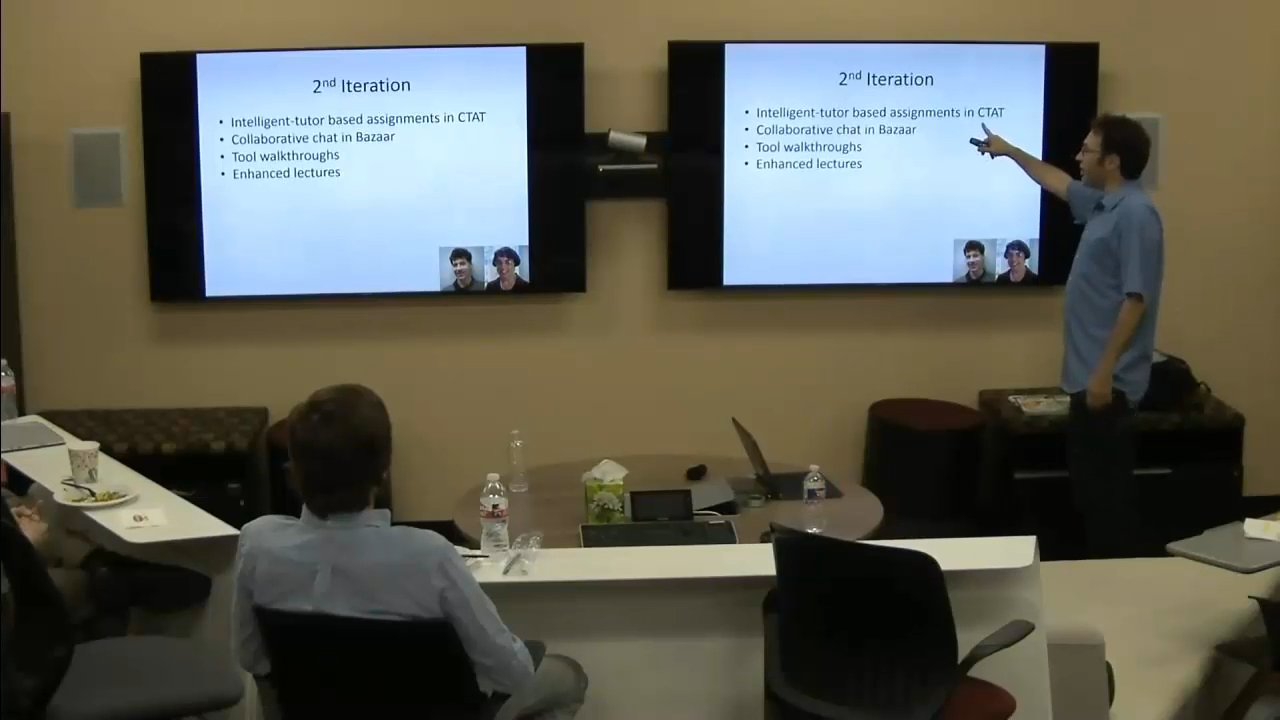 2nd Iteration
• Intelligent-tutor based assignments in CTAT
• Collaborative chat in Bazaar
• Tool walkthroughs
• Enhanced lectures
2nd Iteration
• Intelligent-tutor based assignments in CTAT
• Collaborative chat in Bazaar
• Tool walkthroughs
• Enhanced lectures